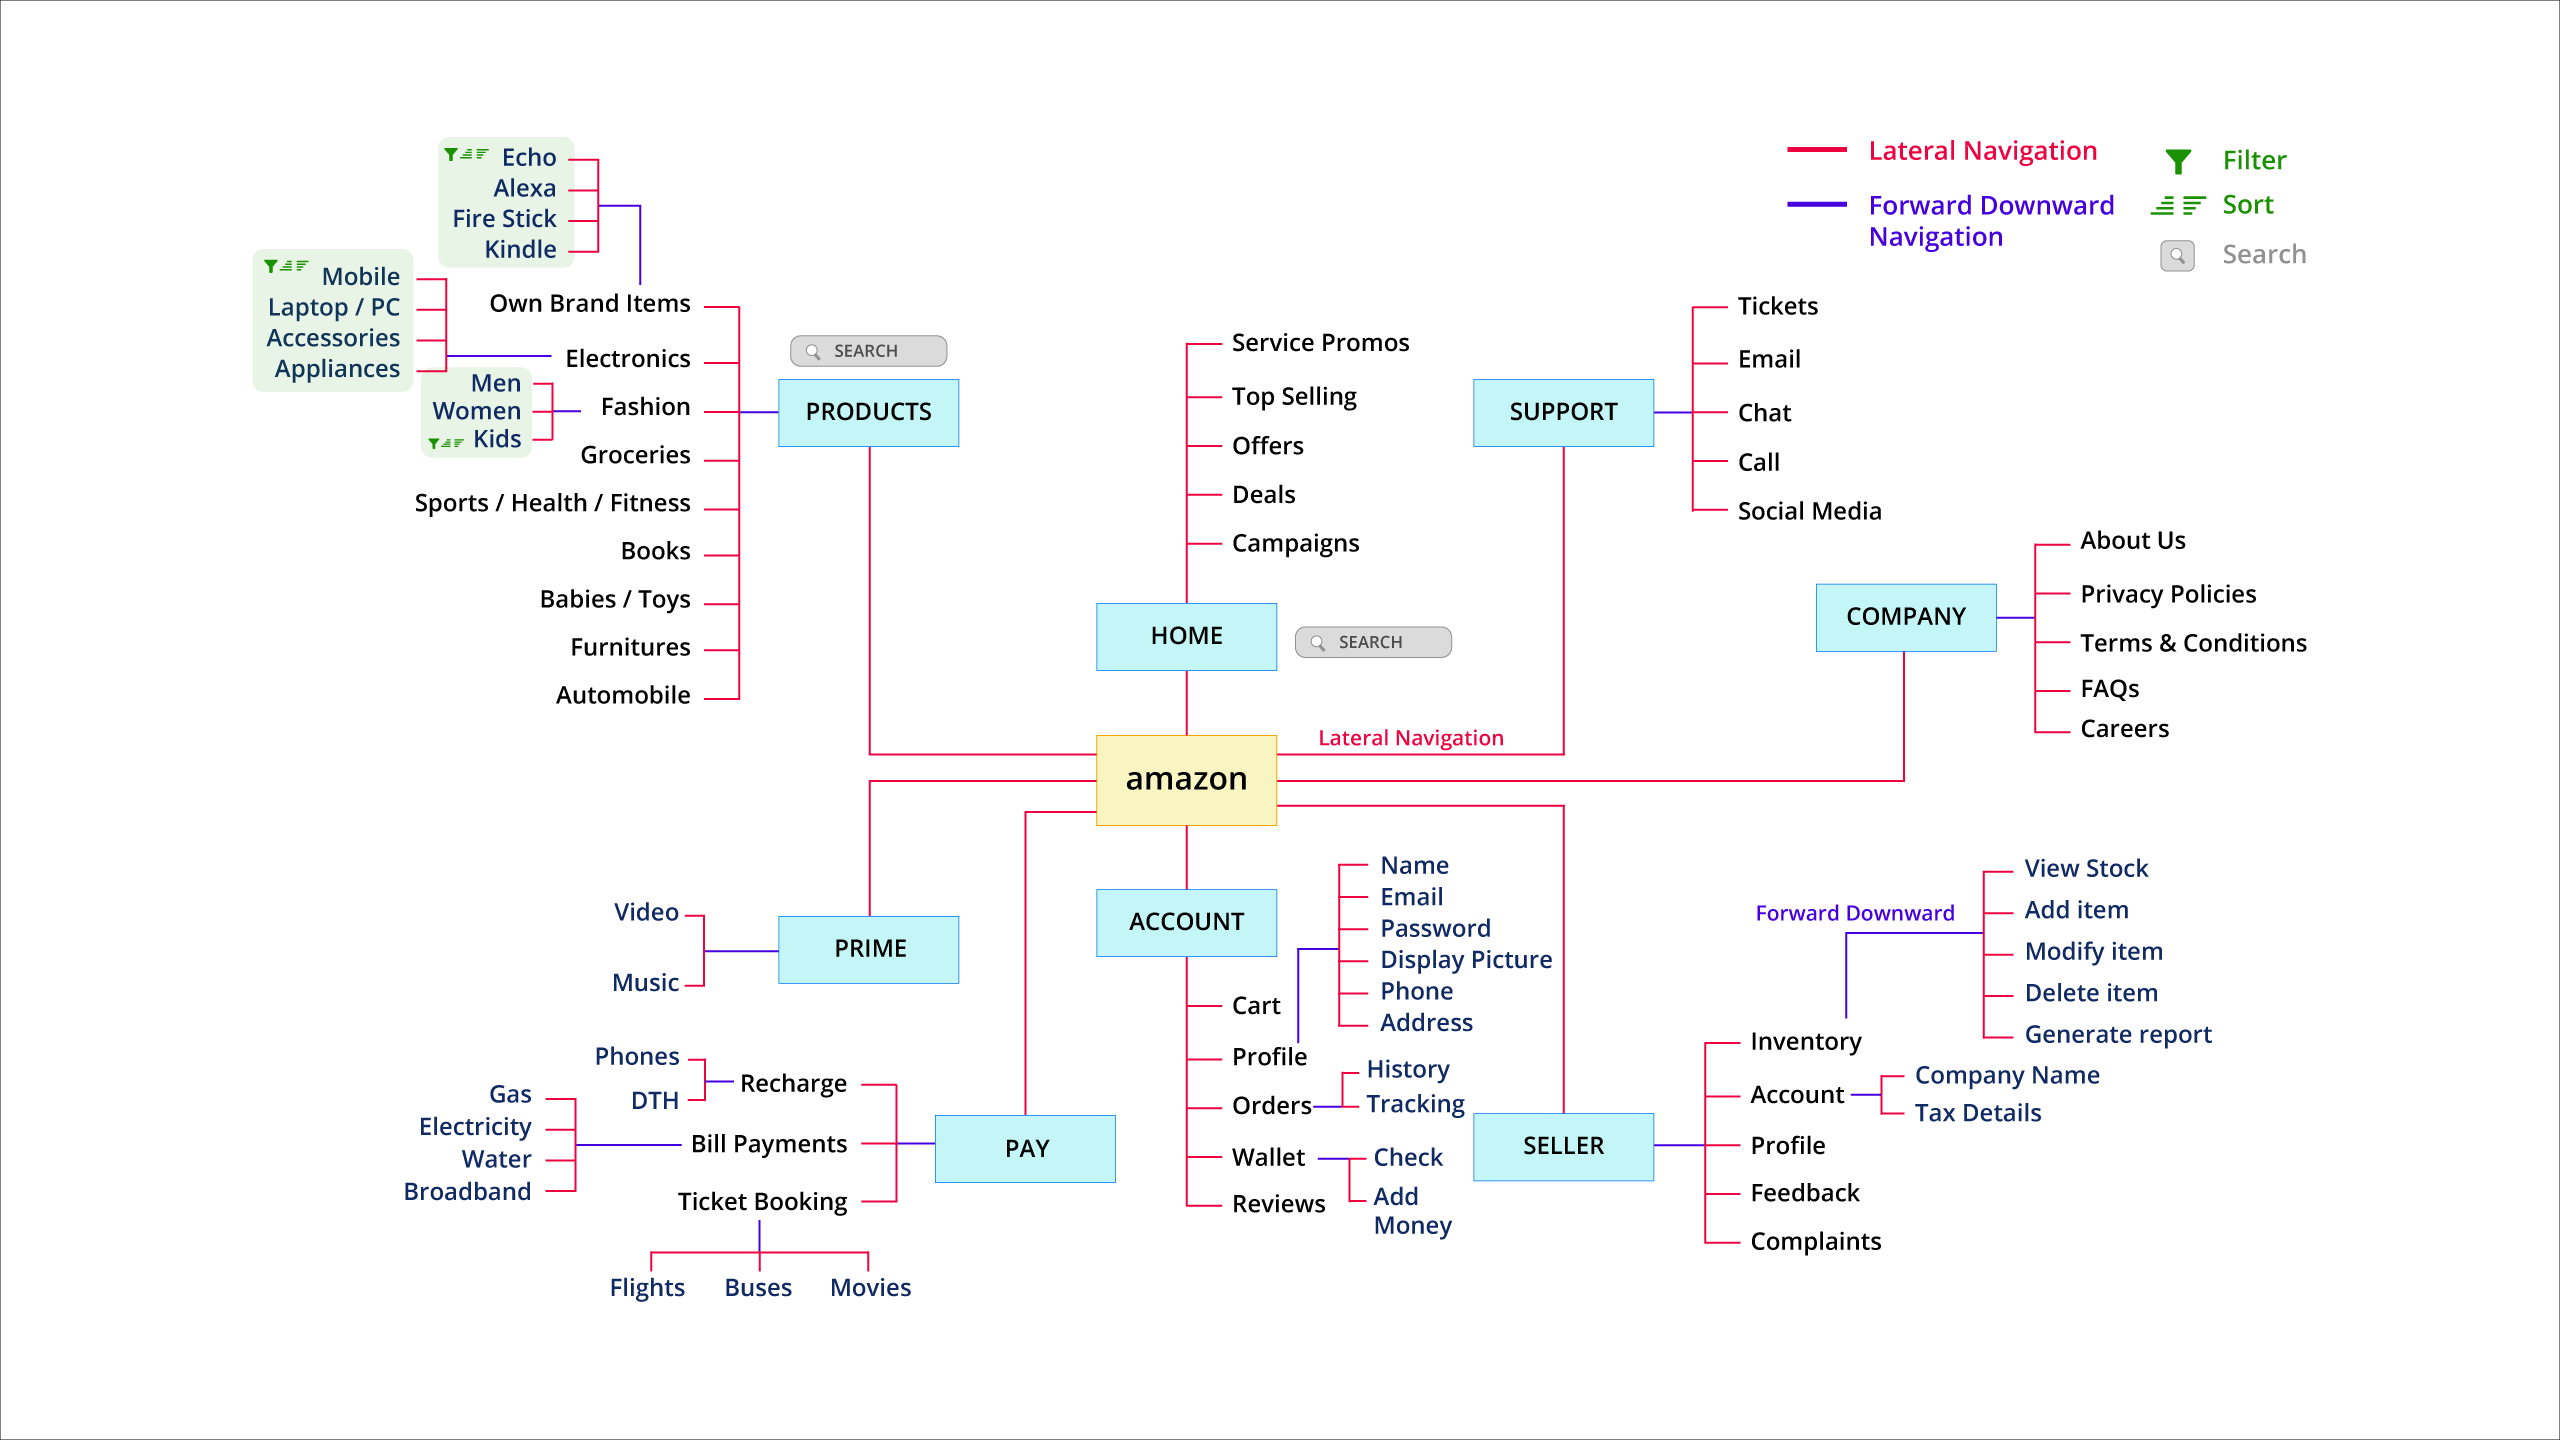 Lateral Navigation
Forward Downward
Navigation
Filter
Sort
Search
Echo
Alexa
Fire Stick
Kindle
Mobile
Laptop / PC
Accessories
Appliances
Men
Women
Kids
Own Brand Items
Electronics
Fashion
Groceries
Sports / Health / Fitness
Books
Babies / Toys
Furnitures
Automobile
SEARCH
PRODUCTS
Service Promos
Top Selling
Offers
Deals
Campaigns
HOME
SEARCH
SUPPORT
Tickets
Email
Chat
Call
Social Media
COMPANY
About Us
Privacy Policies
Terms & Conditions
FAQs
Careers
Lateral Navigation
amazon
Video
Music
PRIME
Phones
DTH
Recharge
Gas
Electricity
Water
Broadband
Bill Payments
Ticket Booking
Flights
Buses
Movies
PAY
ACCOUNT
Cart
Profile
Orders
Wallet
Reviews
Name
Email
Password
Display Picture
Phone
Address
History
Tracking
Check
Add
Money
SELLER
Forward Downward
Inventory
Account
Profile
Feedback
Complaints
View Stock
Add item
Modify item
Delete item
Generate report
Company Name
Tax Details